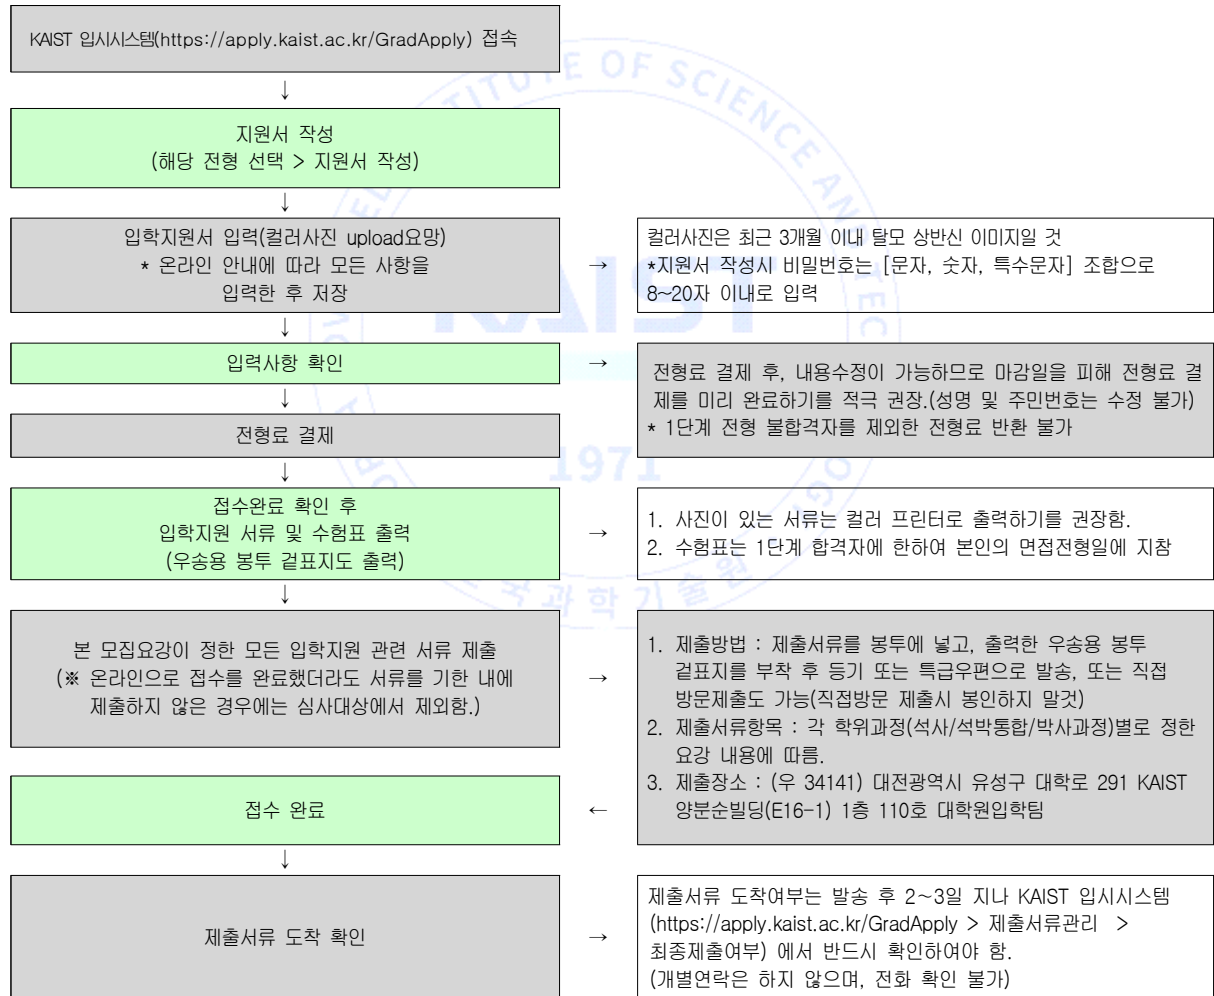 KAIST 입시시스템(https://apply.kaist.ac.kr/GradApply) 접속
↓
지원서 작성
(해당 전형 선택 > 지원서 작성)
↓
입학지원서 입력(컬러사진 upload요망)
* 온라인 안내에 따라 모든 사항을
입력한 후 저장
→
컬러사진은 최근 3개월 이내 탈모 상반신 이미지일 것
*지원서 작성시 비밀번호는 [문자, 숫자, 특수문자] 조합으로
8~20자 이내로 입력
↓
입력사항 확인
→
전형료 결제 후, 내용수정이 가능하므로 마감일을 피해 전형료 결
제를 미리 완료하기를 적극 권장.(성명 및 주민번호는 수정 불가)
* 1단계 전형 불합격자를 제외한 전형료 반환 불가
↓
전형료 결제
↓
접수완료 확인 후
입학지원 서류 및 수험표 출력
(우송용 봉투 겉표지도 출력)
→
1. 사진이 있는 서류는 컬러 프린터로 출력하기를 권장함.
2. 수험표는 1단계 합격자에 한하여 본인의 면접전형일에 지참
↓
본 모집요강이 정한 모든 입학지원 관련 서류 제출
(※ 온라인으로 접수를 완료했더라도 서류를 기한 내에
제출하지 않은 경우에는 심사대상에서 제외함.)
→
1. 제출방법 : 제출서류를 봉투에 넣고, 출력한 우송용 봉투
겉표지를 부착 후 등기 또는 특급우편으로 발송, 또는 직접
방문제출도 가능(직접방문 제출시 봉인하지 말것)
2. 제출서류항목 : 각 학위과정(석사/석박통합/박사과정)별로 정한
요강 내용에 따름.
3. 제출장소 : (우 34141) 대전광역시 유성구 대학로 291 KAIST
양분순빌딩(E16-1) 1층 110호 대학원입학팀
접수 완료
←
↓
제출서류 도착 확인
→
제출서류 도착여부는 발송 후 2~3일 지나 KAIST 입시시스템
(https://apply.kaist.ac.kr/GradApply > 제출서류관리 >
최종제출여부) 에서 반드시 확인하여야 함.
(개별연락은 하지 않으며, 전화 확인 불가)
KAIST
1971